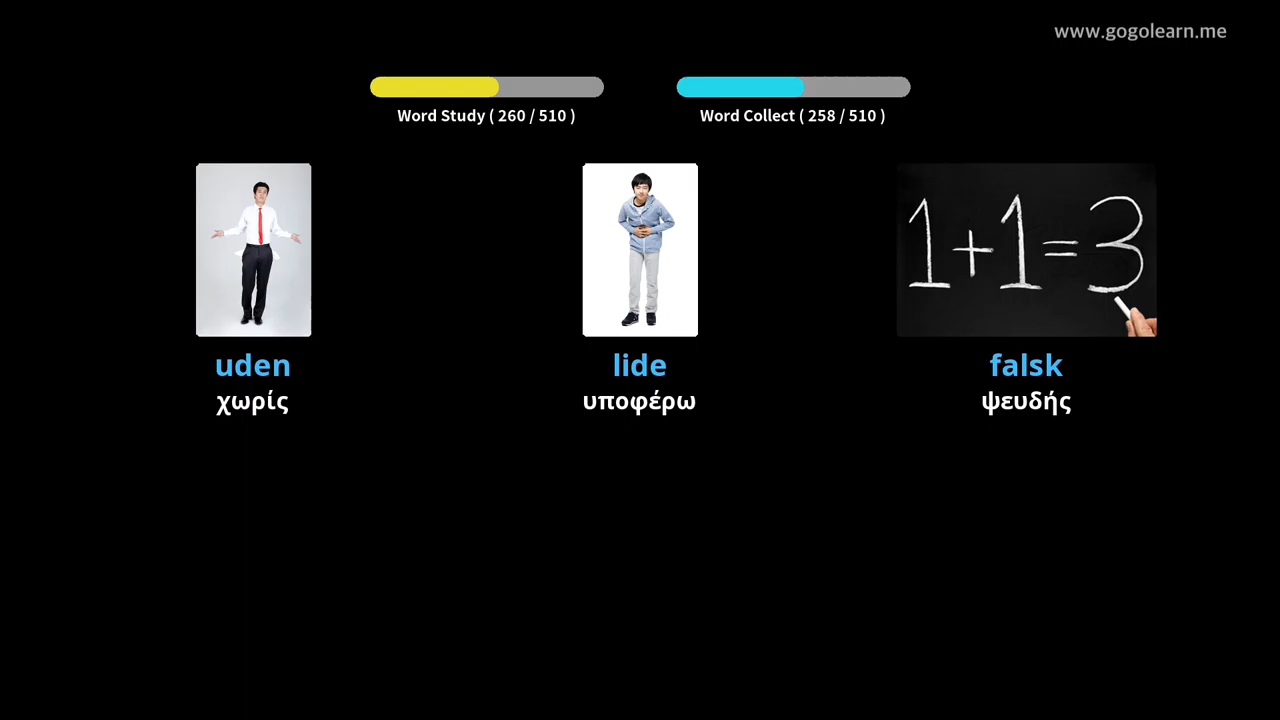 www.gogolearn.me
Word Study ( 260 / 510 )
Word Collect ( 258 / 510 )
1+1=3
uden
lide
falsk
χωρίς
υποφέρω
ψευδής